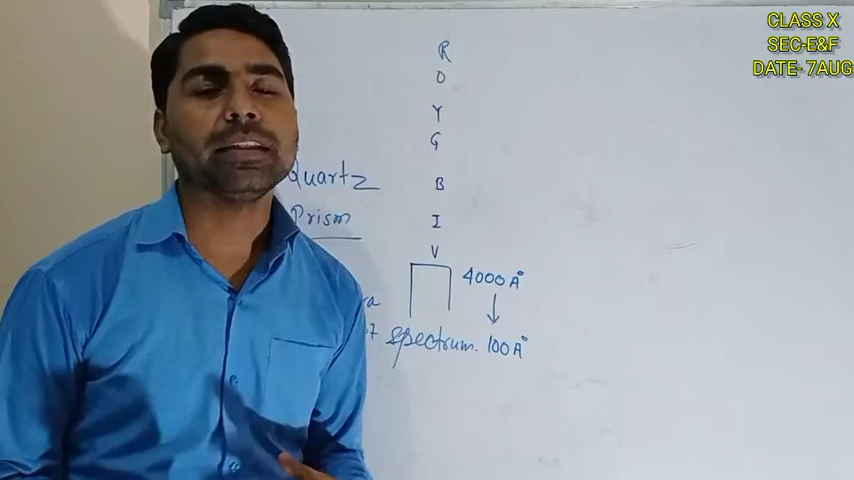 CLASS X
SEC-E&F
DATE- 7AUG
R
O
Y
G
B
I
V
Quartz
Prism
4000 A°
spectrum. 100 A°